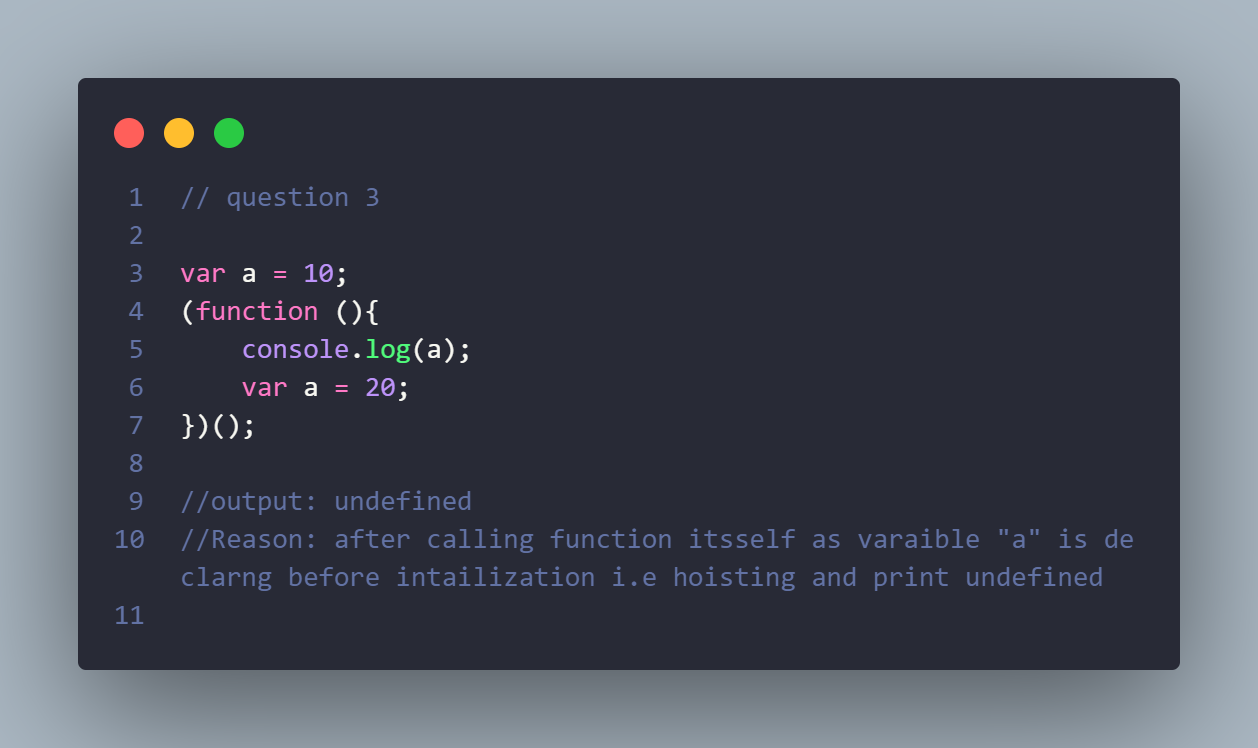 1 // question 3
2
3 var a = 10;
4 (function (){
5     console.log(a);
6     var a = 20;
7 })();
8
9 //output: undefined
10 //Reason: after calling function itsself as varaible "a" is de
clarng before intailization i.e hoisting and print undefined
11